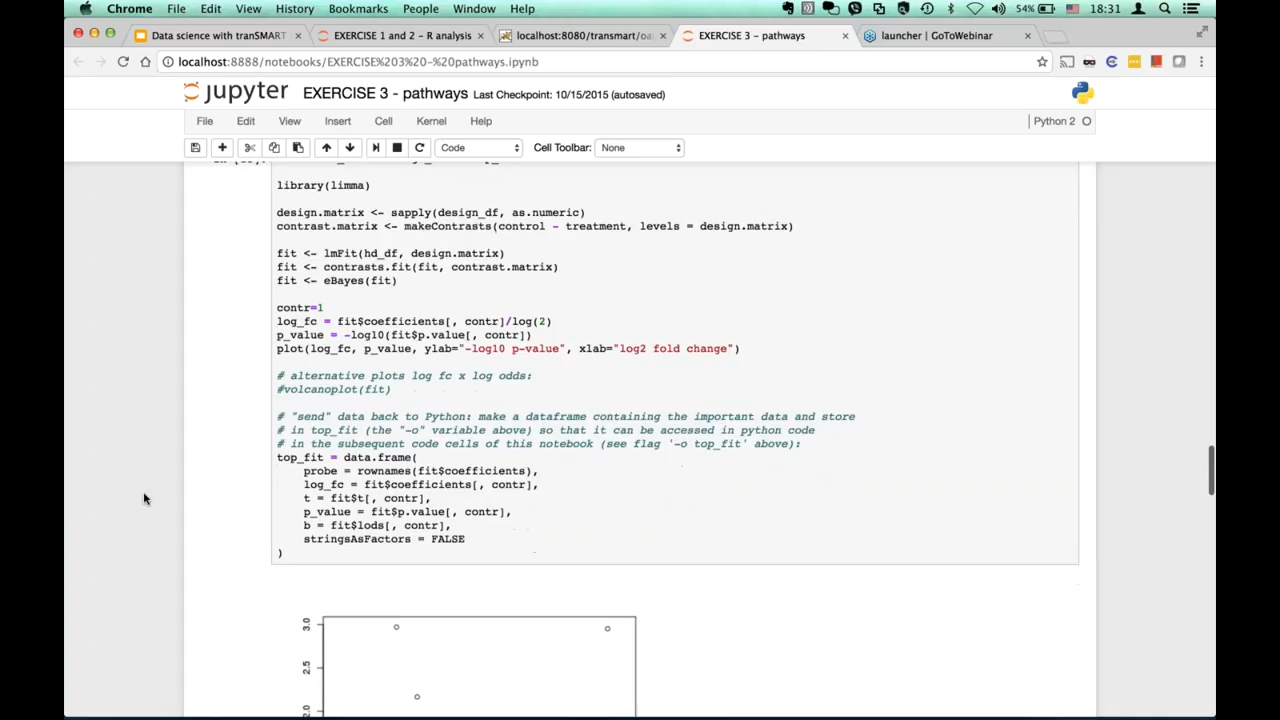 Chrome File Edit View History Bookmarks People Window Help 54% 18:31
Data science with tranSMART × EXERCISE 1 and 2 - R analysis × localhost:8080/transmart/oa × EXERCISE 3 - pathways × launcher | GoToWebinar ×
localhost:8888/notebooks/EXERCISE%203%20-%20pathways.ipynb
jupyter EXERCISE 3 - pathways Last Checkpoint: 10/15/2015 (autosaved)
File Edit View Insert Cell Kernel Help Python 2
Code Cell Toolbar: None
library(limma)
design.matrix <- sapply(design_df, as.numeric)
contrast.matrix <- makeContrasts(control - treatment, levels = design.matrix)
fit <- lmFit(hd_df, design.matrix)
fit <- contrasts.fit(fit, contrast.matrix)
fit <- eBayes(fit)
contr=1
log_fc = fit$coefficients[, contr]/log(2)
p_value = -log10(fit$p.value[, contr])
plot(log_fc, p_value, ylab="-log10 p-value", xlab="log2 fold change")
# alternative plots log fc x log odds:
#volcanoplot(fit)
# "send" data back to Python: make a dataframe containing the important data and store
# in top_fit (the "-o" variable above) so that it can be accessed in python code
# in the subsequent code cells of this notebook (see flag '-o top_fit' above):
top_fit = data.frame(
probe = rownames(fit$coefficients),
log_fc = fit$coefficients[, contr],
t = fit$t[, contr],
p_value = fit$p.value[, contr],
b = fit$lods[, contr],
stringsAsFactors = FALSE
)
3.0
2.5
2.0